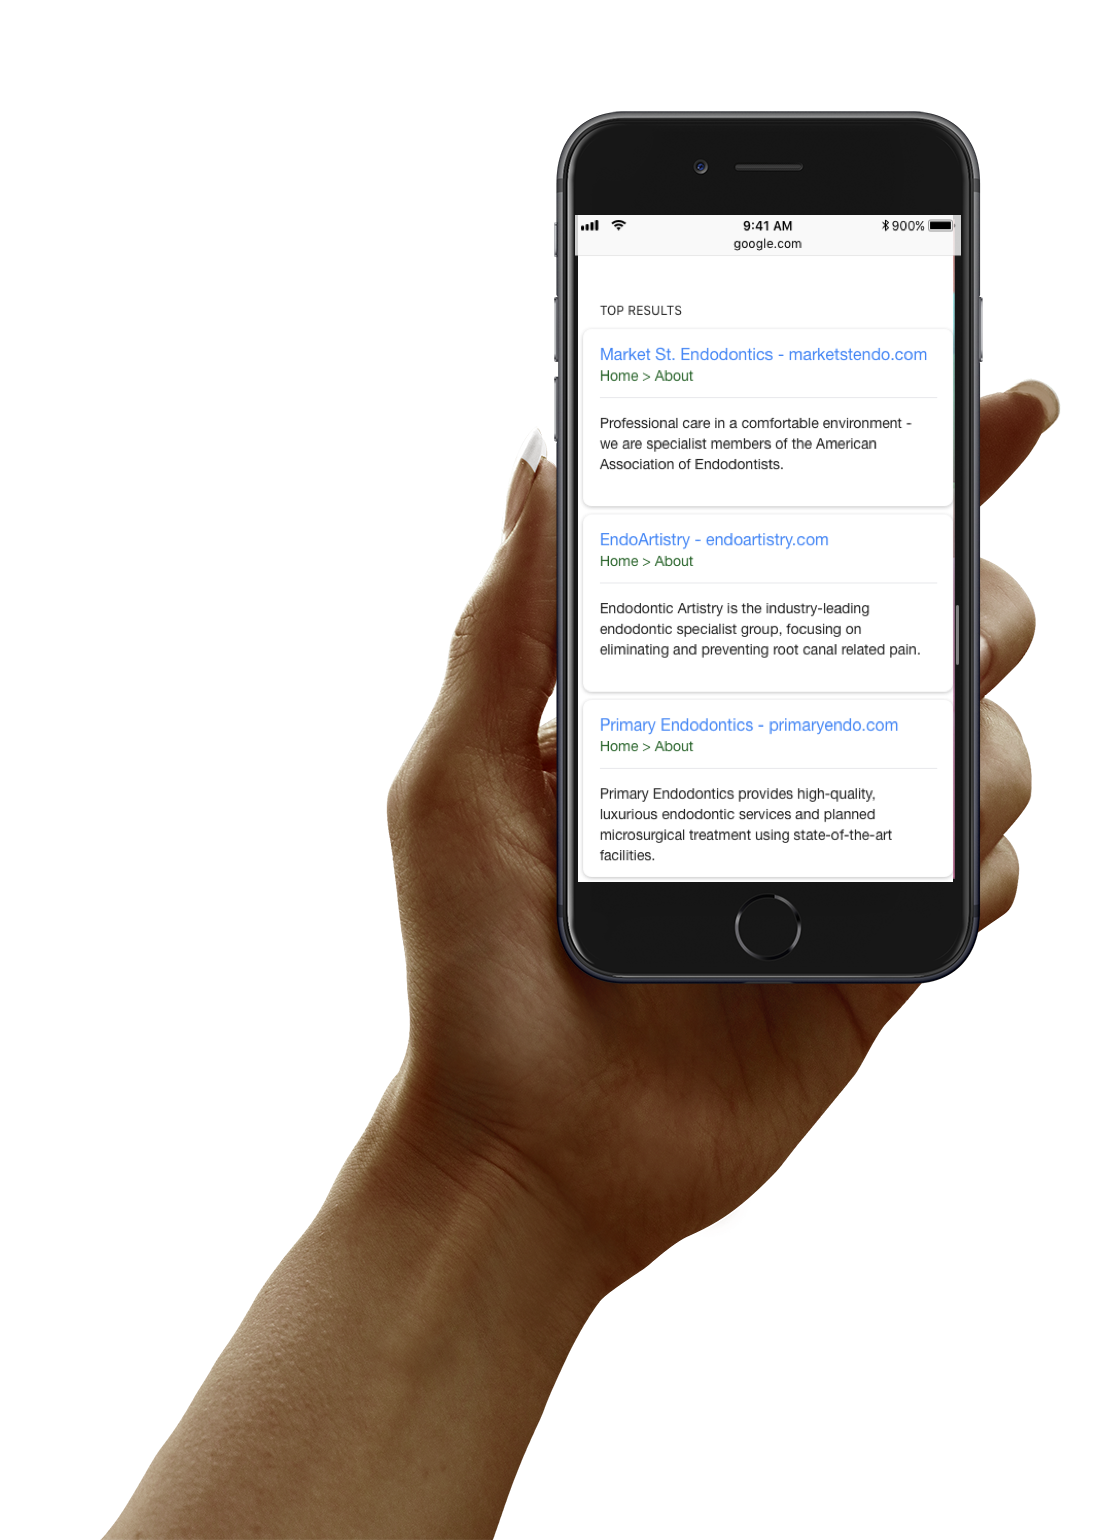 9:41 AM
900%
google.com
TOP RESULTS
Market St. Endodontics - marketstendo.com
Home > About
Professional care in a comfortable environment -
we are specialist members of the American
Association of Endodontists.
EndoArtistry - endoartistry.com
Home > About
Endodontic Artistry is the industry-leading
endodontic specialist group, focusing on
eliminating and preventing root canal related pain.
Primary Endodontics - primaryendo.com
Home > About
Primary Endodontics provides high-quality,
luxurious endodontic services and planned
microsurgical treatment using state-of-the-art
facilities.